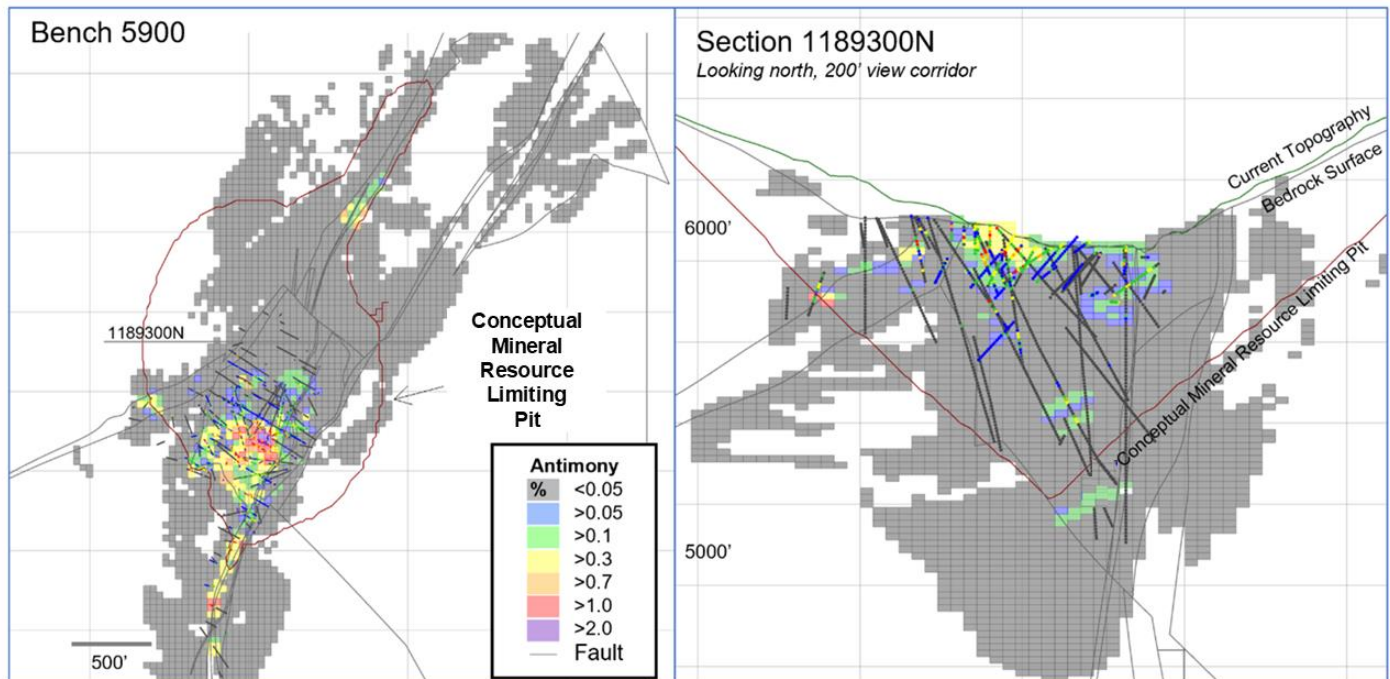 Bench 5900
1189300N
Conceptual
Mineral
Resource
Limiting
Pit
Antimony
% <0.05
>0.05
>0.1
>0.3
>0.7
>1.0
>2.0
Fault
500'
Section 1189300N
Looking north, 200' view corridor
Current Topography
Bedrock Surface
6000'
Conceptual Mineral Resource Limiting Pit
5000'